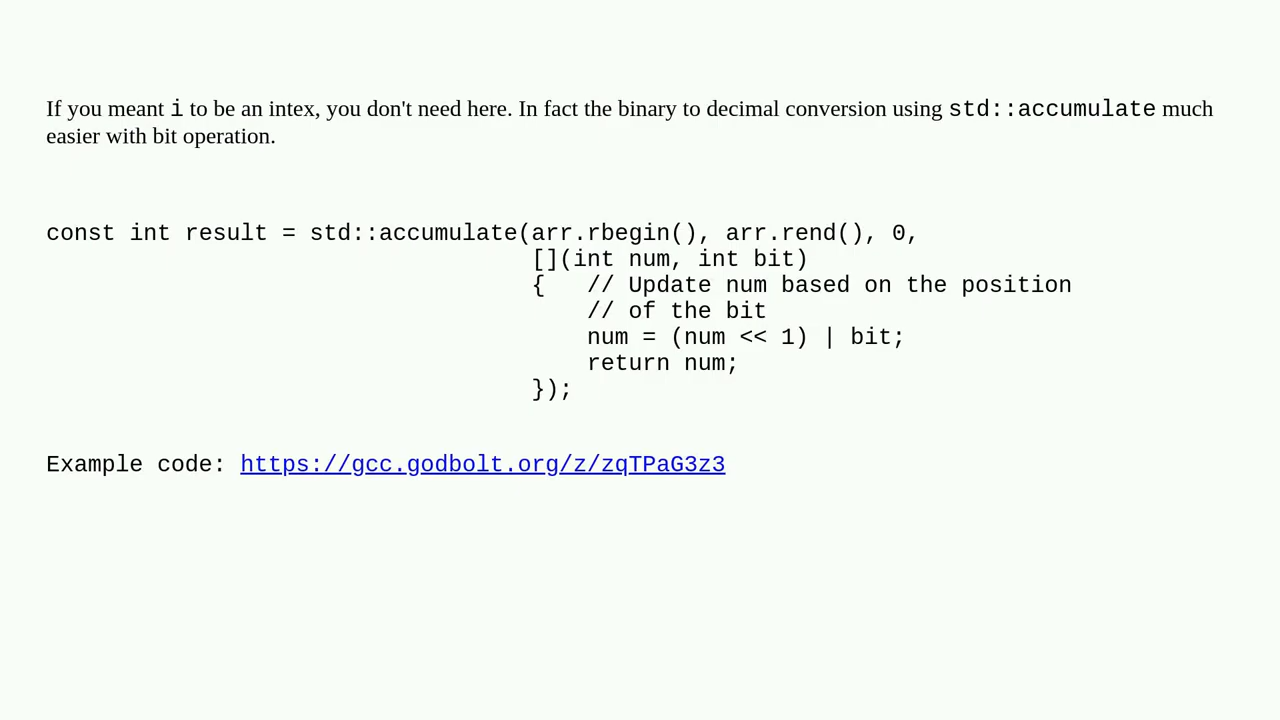 If you meant i to be an intex, you don't need here. In fact the binary to decimal conversion using std::accumulate much
easier with bit operation.
const int result = std::accumulate(arr.rbegin(), arr.rend(), 0,
[](int num, int bit)
{   // Update num based on the position
// of the bit
num = (num << 1) | bit;
return num;
});
Example code: https://gcc.godbolt.org/z/zqTPaG3z3